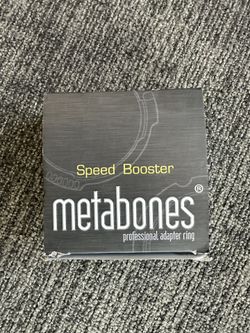 Speed Booster
metabones®
professional adapter ring